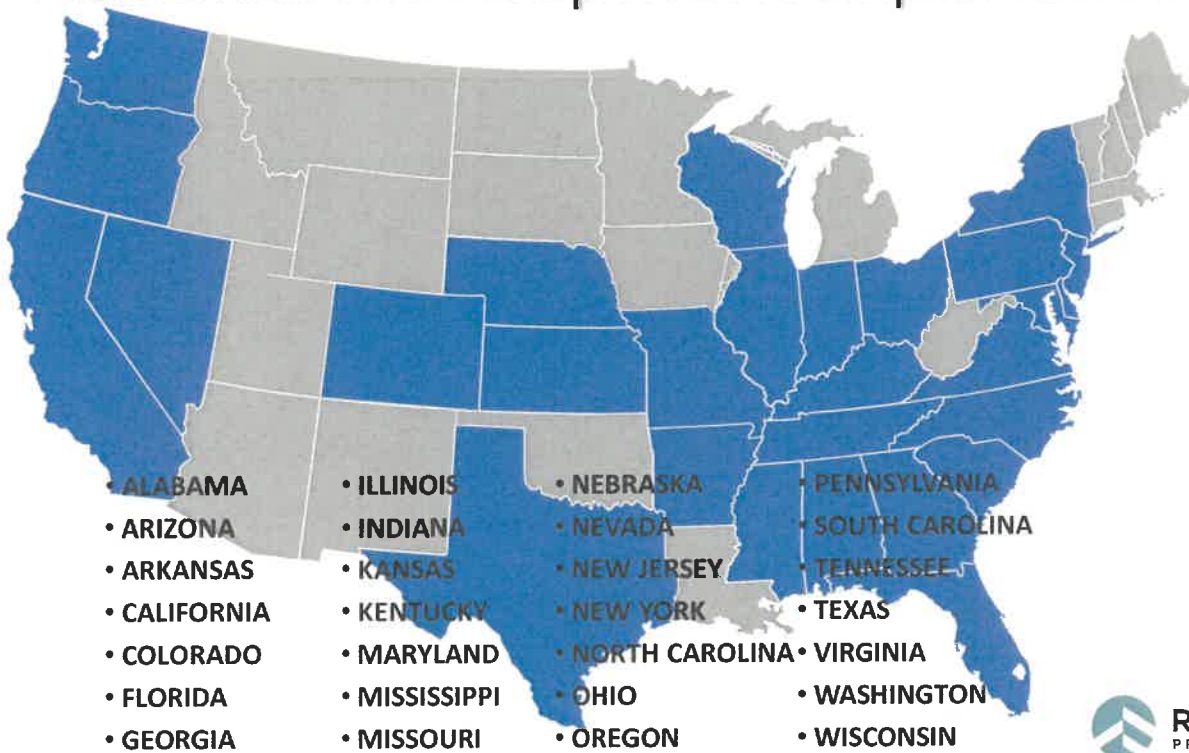 • ALABAMA
• ARIZONA
• ARKANSAS
• CALIFORNIA
• COLORADO
• FLORIDA
• GEORGIA
• ILLINOIS
• INDIANA
• KANSAS
• KENTUCKY
• MARYLAND
• MISSISSIPPI
• MISSOURI
• NEBRASKA
• NEVADA
• NEW JERSEY
• NEW YORK
• NORTH CAROLINA
• OHIO
• OREGON
• PENNSYLVANIA
• SOUTH CAROLINA
• TENNESSEE
• TEXAS
• VIRGINIA
• WASHINGTON
• WISCONSIN